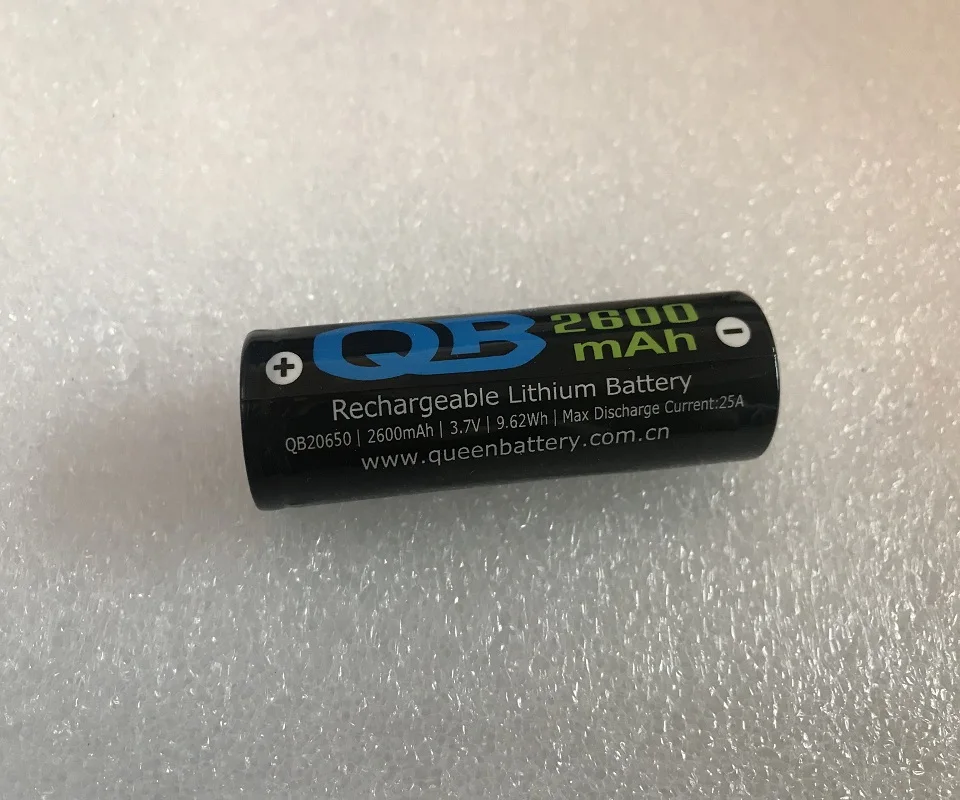 + QB 2600 -
mAh
Rechargeable Lithium Battery
QB20650 | 2600mAh | 3.7V | 9.62Wh | Max Discharge Current:25A
www.queenbattery.com.cn